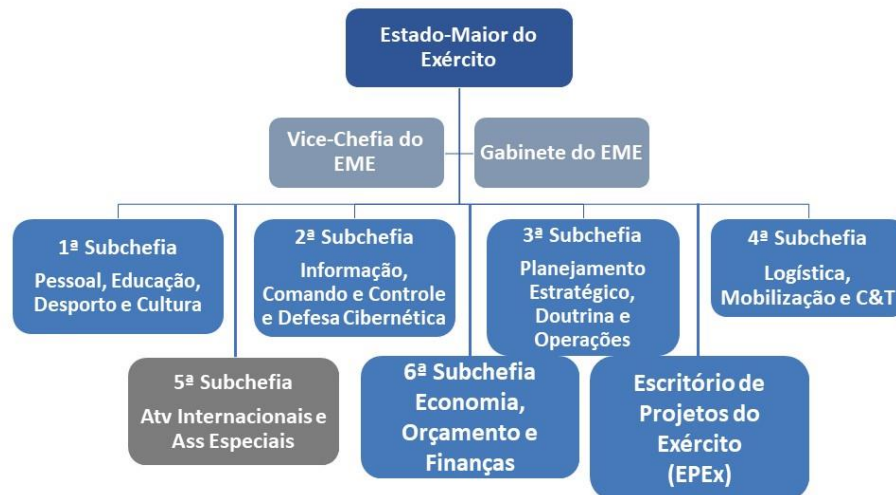 Estado-Maior do
Exército
Vice-Chefia do
EME
Gabinete do EME
1ª Subchefia
Pessoal, Educação,
Desporto e Cultura
2ª Subchefia
Informação,
Comando e Controle
e Defesa Cibernética
3ª Subchefia
Planejamento
Estratégico,
Doutrina e
Operações
4ª Subchefia
Logística,
Mobilização e C&T
5ª Subchefia
Atv Internacionais e
Ass Especiais
6ª Subchefia
Economia,
Orçamento e
Finanças
Escritório de
Projetos do
Exército
(EPEx)